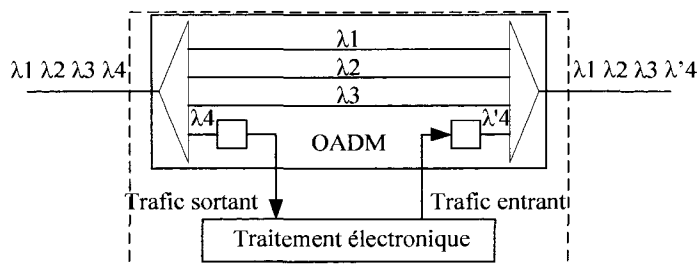 λ1
λ1 λ2 λ3 λ4
λ2
λ1 λ2 λ3 λ'4
λ3
λ4
λ'4
OADM
Trafic sortant
Trafic entrant
Traitement électronique